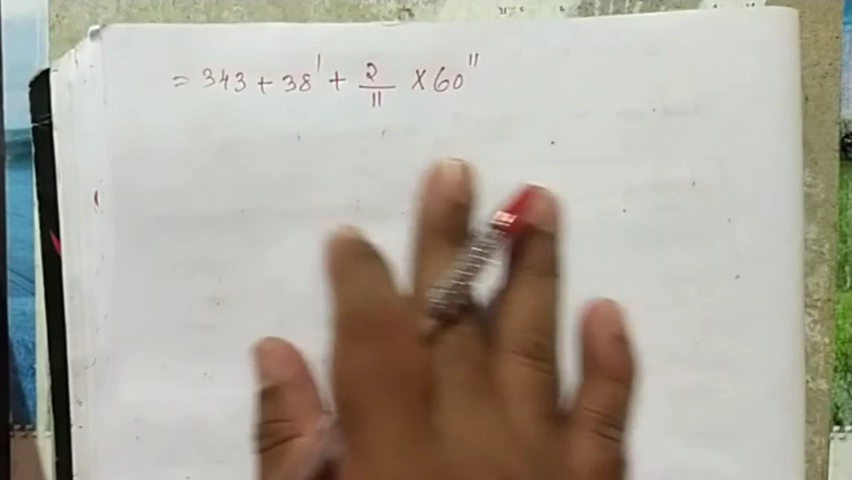 = 343 + 38' + 2/11 × 60"